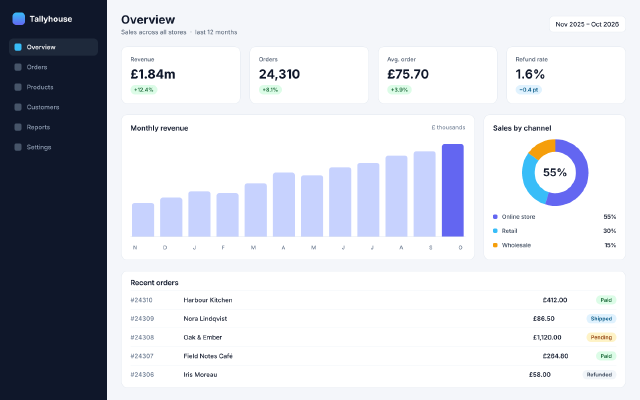 Tallyhouse
Overview
Orders
Products
Customers
Reports
Settings
Overview
Sales across all stores · last 12 months
Nov 2025 – Oct 2026
Revenue
£1.84m
+12.4%
Orders
24,310
+8.1%
Avg. order
£75.70
+3.9%
Refund rate
1.6%
−0.4 pt
Monthly revenue
£ thousands
N D J F M A M J J A S O
Sales by channel
55%
Online store 55%
Retail 30%
Wholesale 15%
Recent orders
#24310 Harbour Kitchen £412.00 Paid
#24309 Nora Lindqvist £86.50 Shipped
#24308 Oak & Ember £1,120.00 Pending
#24307 Field Notes Café £264.60 Paid
#24306 Iris Moreau £58.00 Refunded